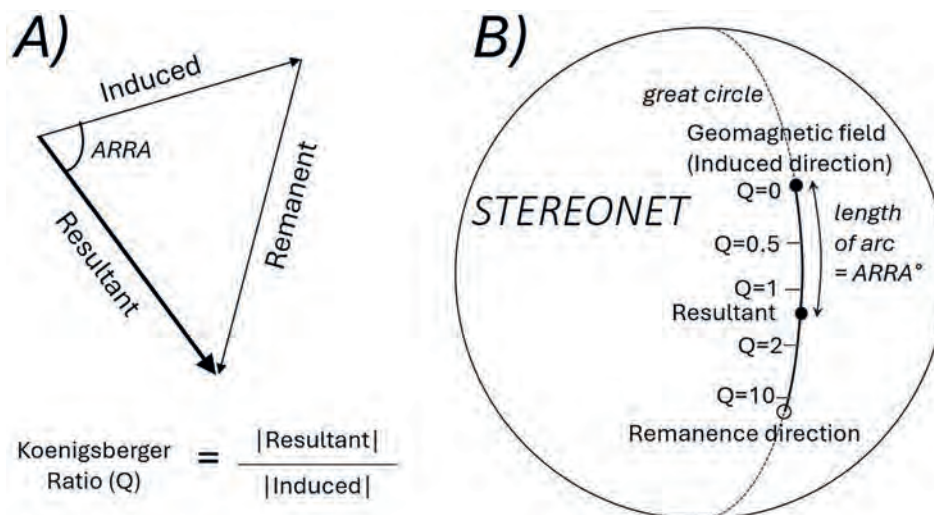 A)
Induced
ARRA
Resultant
Remanent
Koenigsberger
Ratio (Q)
=
|Resultant|
|Induced|
B)
great circle
Geomagnetic field
(Induced direction)
Q=0
STEREONET
length
of arc
= ARRA°
Q=0.5
Q=1
Resultant
Q=2
Q=10
Remanence direction